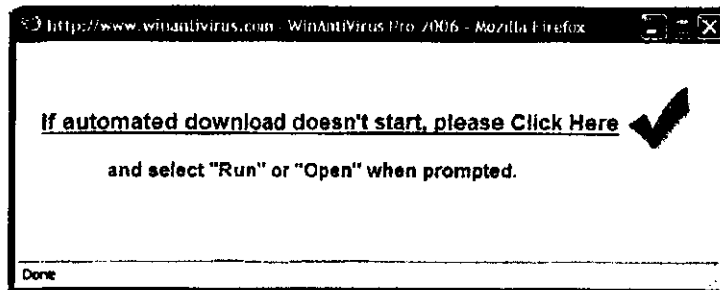 http://www.winantivirus.com - WinAntiVirus Pro 2006 - Mozilla Firefox
If automated download doesn't start, please Click Here
and select "Run" or "Open" when prompted.
Done